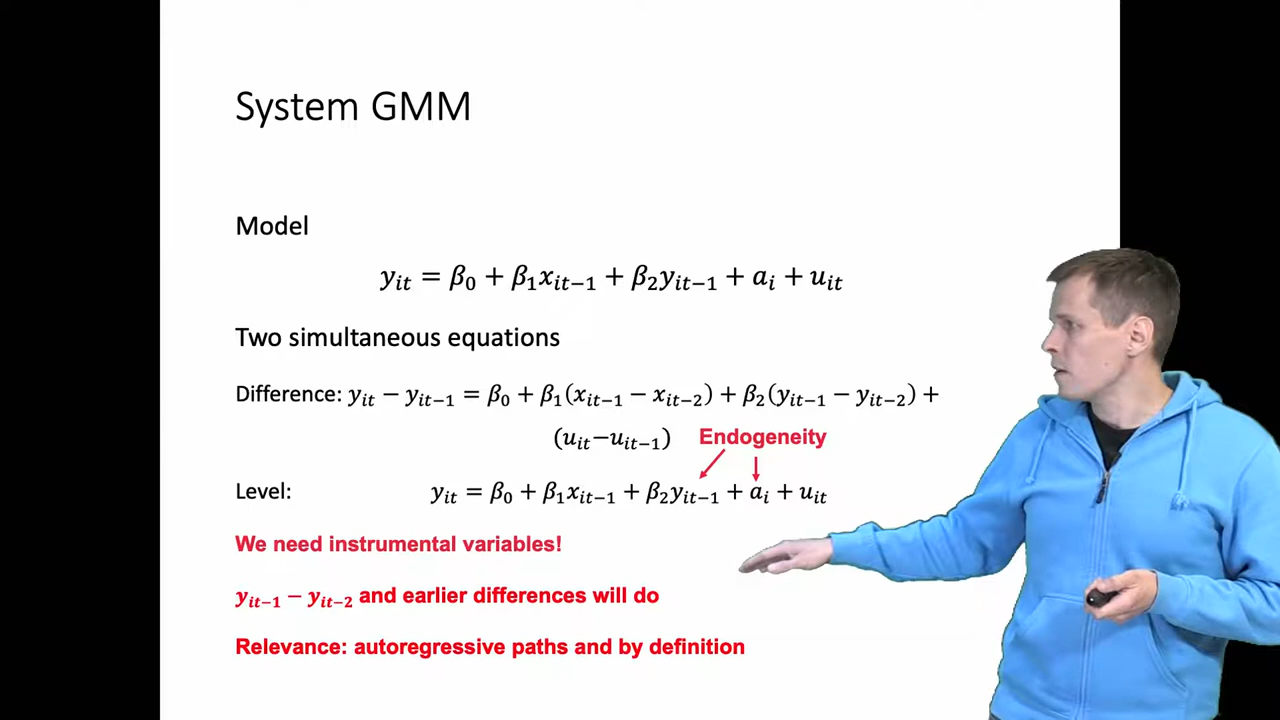 System GMM
Model
yᵢₜ = β₀ + β₁xᵢₜ₋₁ + β₂yᵢₜ₋₁ + aᵢ + uᵢₜ
Two simultaneous equations
Difference: yᵢₜ − yᵢₜ₋₁ = β₀ + β₁(xᵢₜ₋₁ − xᵢₜ₋₂) + β₂(yᵢₜ₋₁ − yᵢₜ₋₂) +
(uᵢₜ−uᵢₜ₋₁) Endogeneity
Level: yᵢₜ = β₀ + β₁xᵢₜ₋₁ + β₂yᵢₜ₋₁ + aᵢ + uᵢₜ
We need instrumental variables!
yᵢₜ₋₁ − yᵢₜ₋₂ and earlier differences will do
Relevance: autoregressive paths and by definition